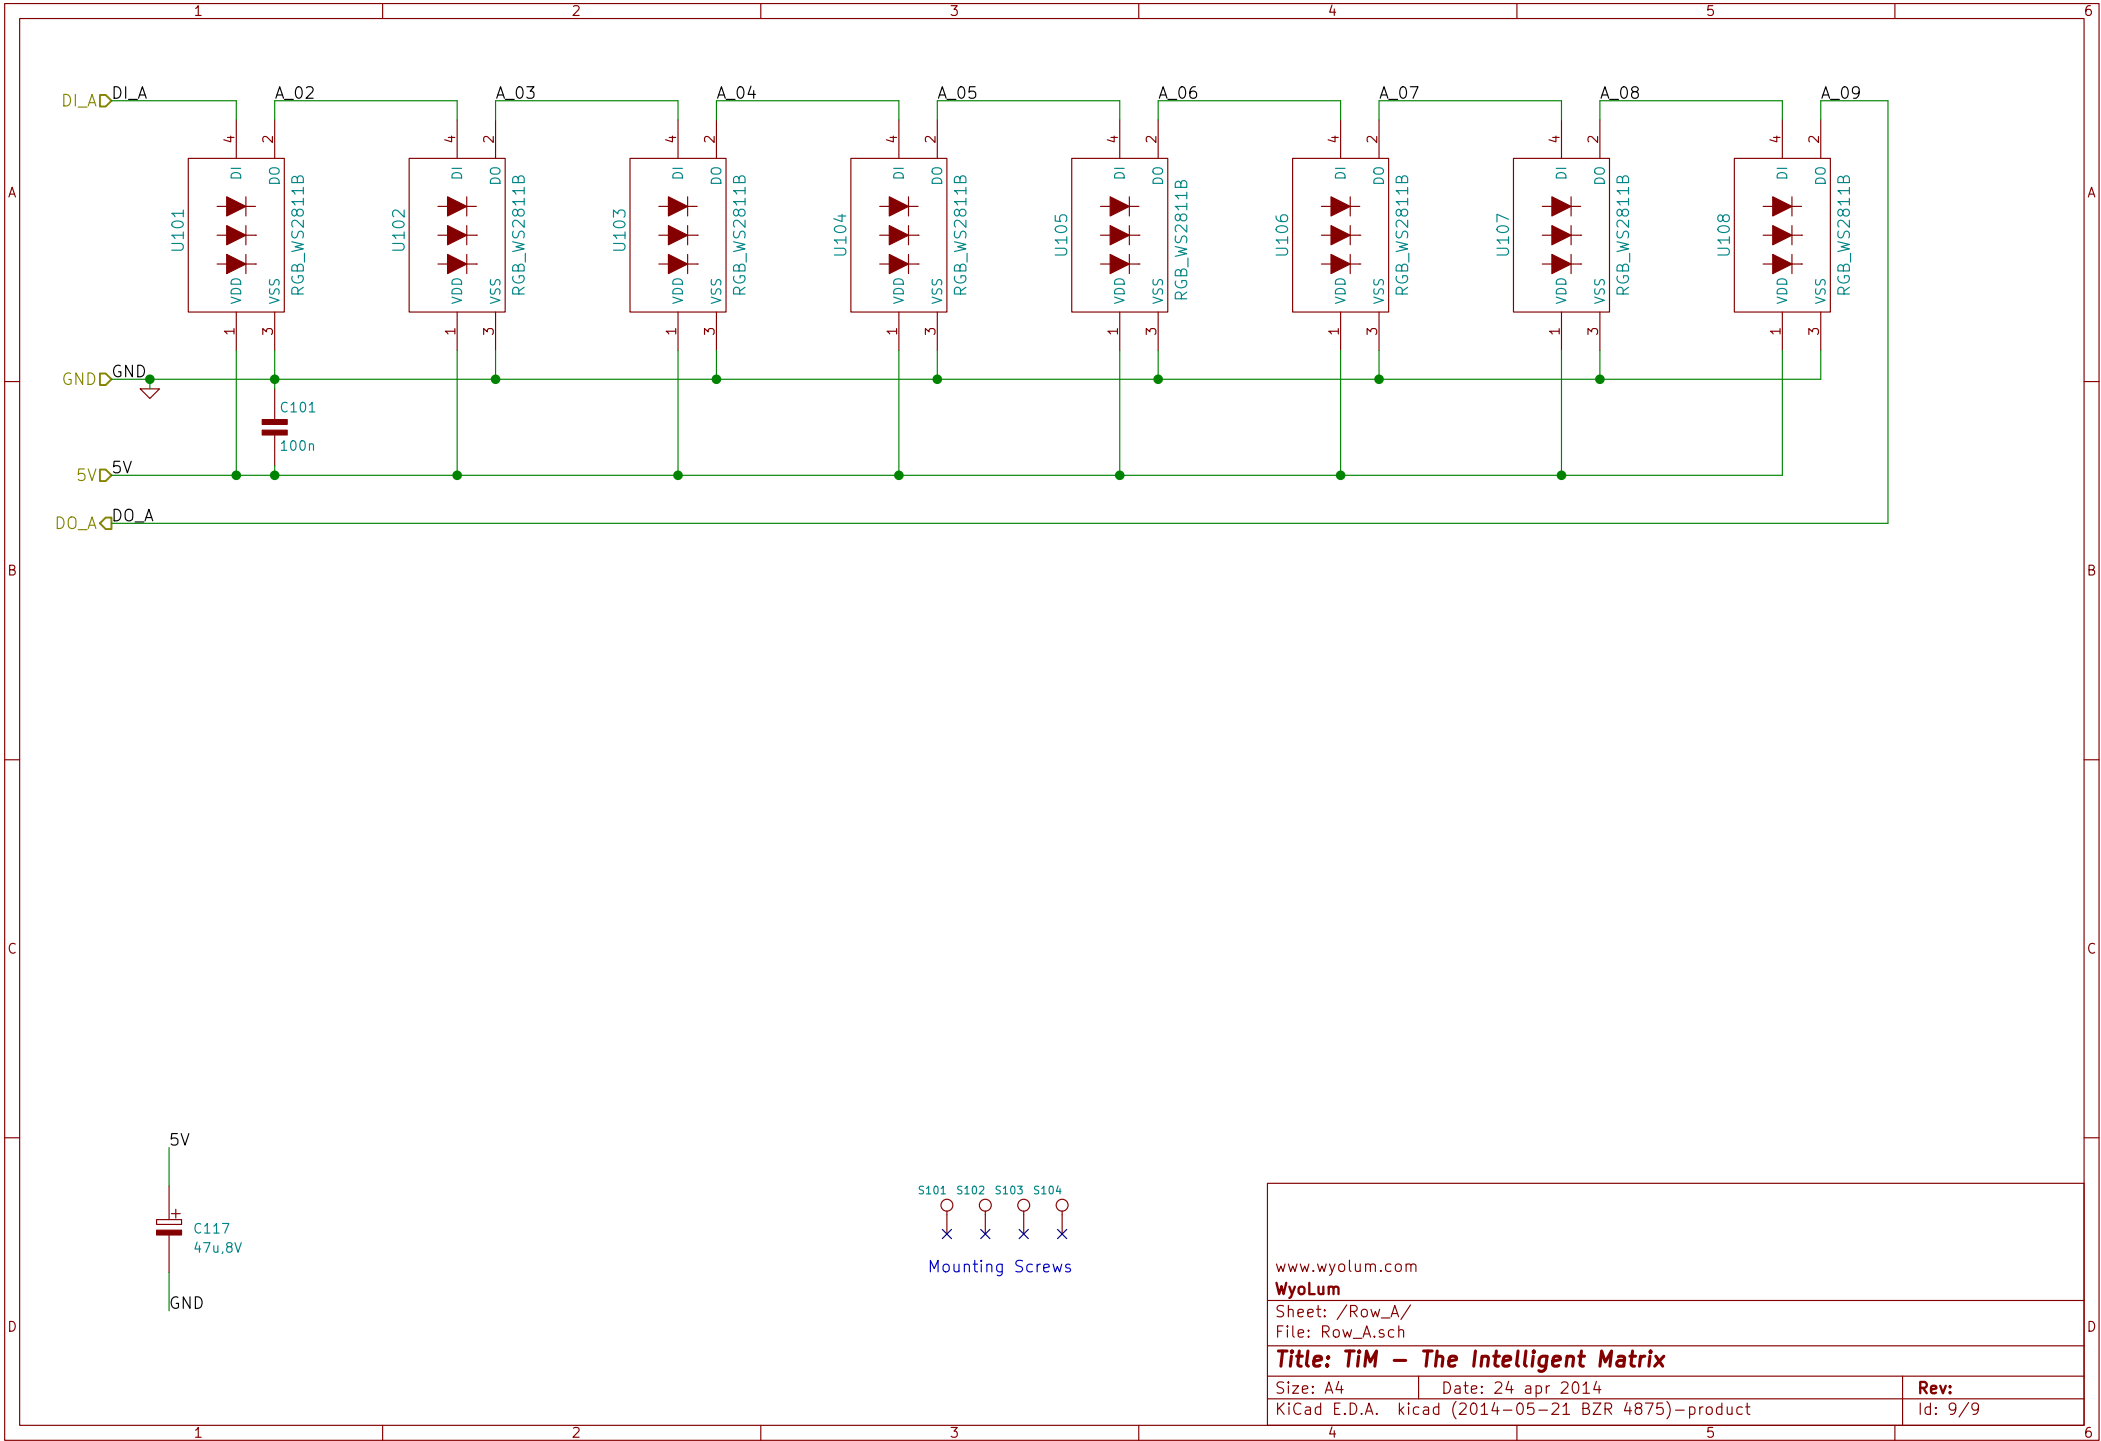 1 2 3 4 5 6
DI_A DI_A A_02 A_03 A_04 A_05 A_06 A_07 A_08 A_09
4 2 4 2 4 2 4 2 4 2 4 2 4 2 4 2
DI DO DI DO DI DO DI DO DI DO DI DO DI DO DI DO
A A
U101 RGB_WS2811B U102 RGB_WS2811B U103 RGB_WS2811B U104 RGB_WS2811B U105 RGB_WS2811B U106 RGB_WS2811B U107 RGB_WS2811B U108 RGB_WS2811B
VDD VSS VDD VSS VDD VSS VDD VSS VDD VSS VDD VSS VDD VSS VDD VSS
1 3 1 3 1 3 1 3 1 3 1 3 1 3 1 3
GND GND
C101
100n
5V 5V
DO_A DO_A
B B
C C
5V
+
C117
47u,8V
GND
S101 S102 S103 S104
Mounting Screws
www.wyolum.com
WyoLum
Sheet: /Row_A/
File: Row_A.sch
D D
Title: TiM – The Intelligent Matrix
Size: A4 Date: 24 apr 2014 Rev:
KiCad E.D.A. kicad (2014-05-21 BZR 4875)-product Id: 9/9
1 2 3 4 5 6